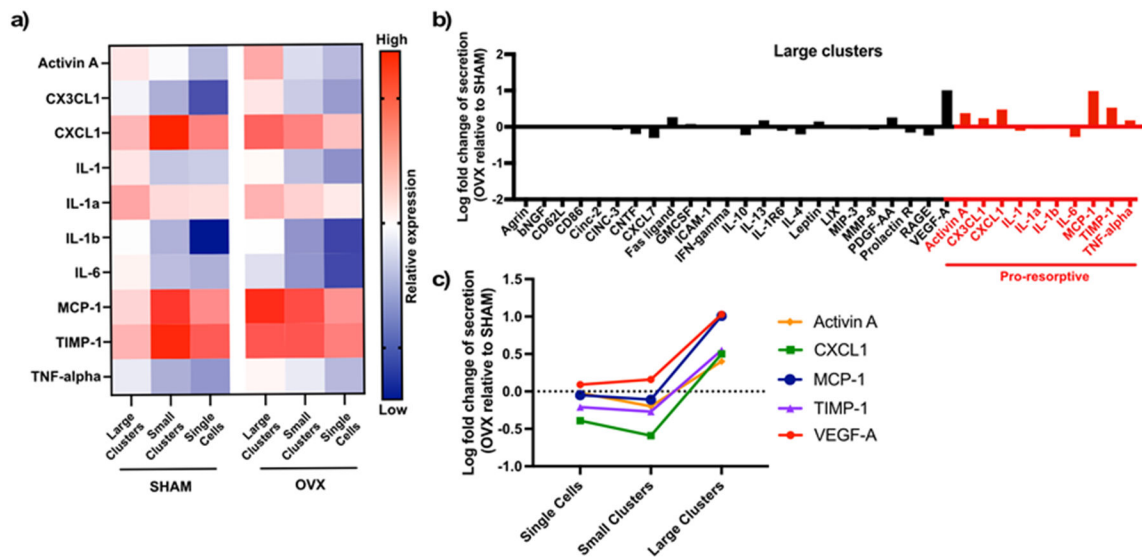 a)
Activin A
CX3CL1
CXCL1
IL-1
IL-1a
IL-1b
IL-6
MCP-1
TIMP-1
TNF-alpha
Large
Clusters
Small
Clusters
Single
Cells
Large
Clusters
Small
Clusters
Single
Cells
SHAM
OVX
High
Relative expression
Low
b)
Large clusters
Log fold change of secretion
(OVX relative to SHAM)
2
1
0
-1
-2
Agrin
bNGF
CD62L
CD86
Cinc-2
CINC-3
CNTF
CXCL7
Fas ligand
GMCSF
ICAM-1
IFN-gamma
IL-10
IL-13
IL-1R6
IL-4
Leptin
LIX
MIP-3
MMP-8
PDGF-AA
Prolactin R
RAGE
VEGF-A
Activin A
CX3CL1
CXCL1
IL-1
IL-1a
IL-1b
IL-6
MCP-1
TIMP-1
TNF-alpha
Pro-resorptive
c)
Log fold change of secretion
(OVX relative to SHAM)
1.5
1.0
0.5
0.0
-0.5
-1.0
Single Cells
Small Clusters
Large Clusters
Activin A
CXCL1
MCP-1
TIMP-1
VEGF-A